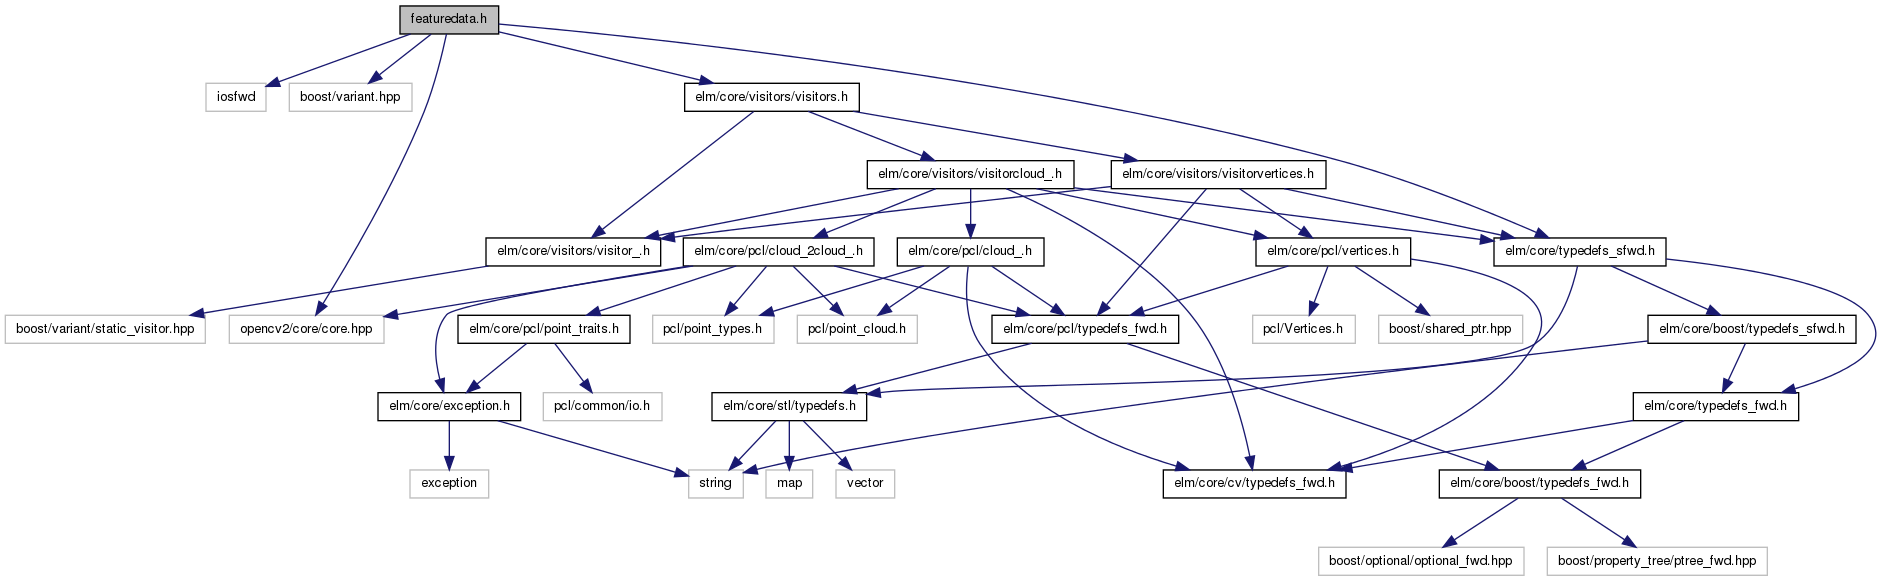 featuredata.h
iosfwd
boost/variant.hpp
elm/core/visitors/visitors.h
elm/core/visitors/visitorcloud_.h
elm/core/visitors/visitorvertices.h
elm/core/visitors/visitor_.h
elm/core/pcl/cloud_2cloud_.h
elm/core/pcl/cloud_.h
elm/core/pcl/vertices.h
elm/core/typedefs_sfwd.h
boost/variant/static_visitor.hpp
opencv2/core/core.hpp
elm/core/pcl/point_traits.h
pcl/point_types.h
pcl/point_cloud.h
elm/core/pcl/typedefs_fwd.h
pcl/Vertices.h
boost/shared_ptr.hpp
elm/core/boost/typedefs_sfwd.h
elm/core/exception.h
pcl/common/io.h
elm/core/stl/typedefs.h
elm/core/typedefs_fwd.h
exception
string
map
vector
elm/core/cv/typedefs_fwd.h
elm/core/boost/typedefs_fwd.h
boost/optional/optional_fwd.hpp
boost/property_tree/ptree_fwd.hpp